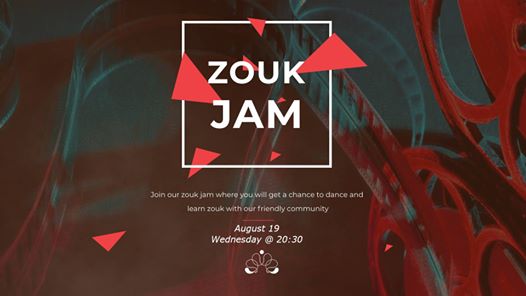 ZOUK
JAM
Join our zouk jam where you will get a chance to dance and
learn zouk with our friendly community
August 19
Wednesday @ 20:30